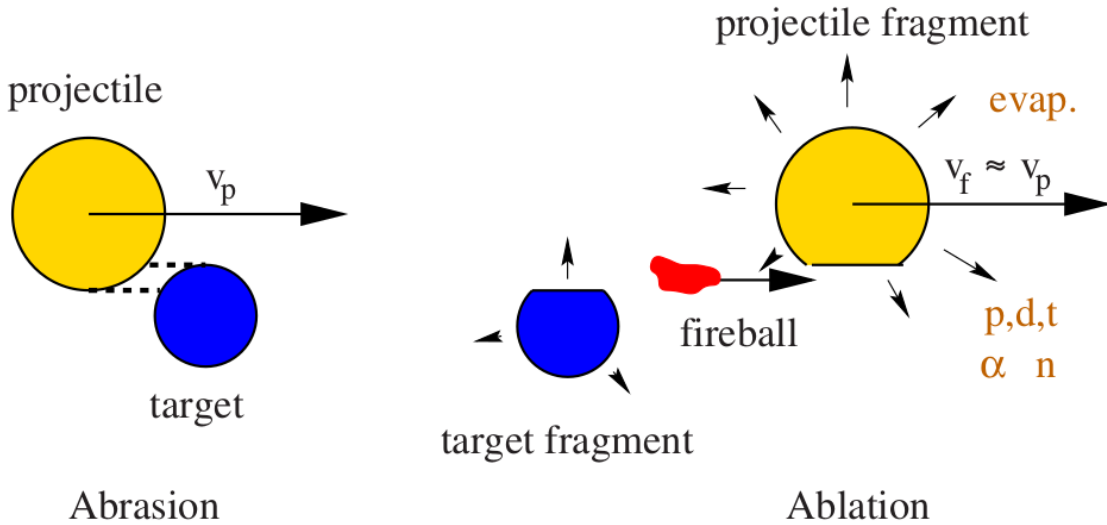 projectile
v_p
target
Abrasion
projectile fragment
evap.
v_f ≈ v_p
fireball
p,d,t
α n
target fragment
Ablation